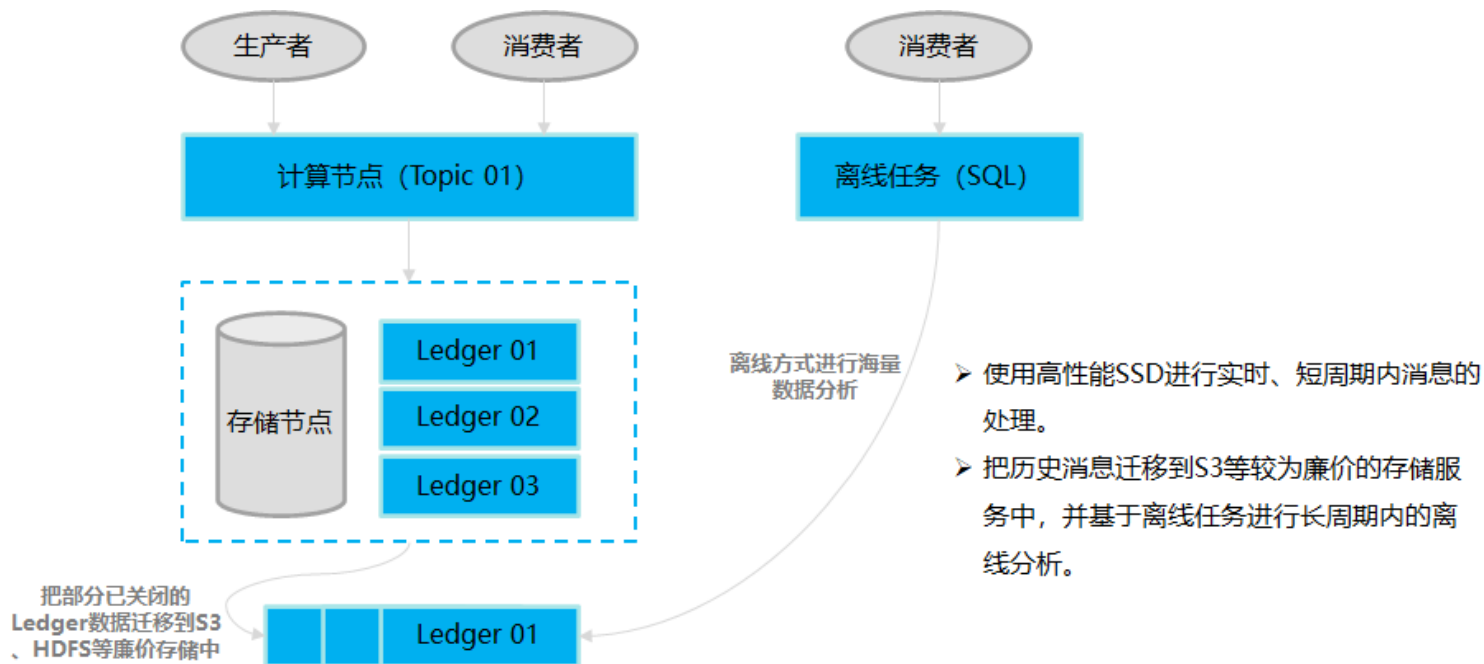 生产者
消费者
消费者
计算节点（Topic 01）
离线任务（SQL）
存储节点
Ledger 01
Ledger 02
Ledger 03
离线方式进行海量
数据分析
➢ 使用高性能SSD进行实时、短周期内消息的
处理。
➢ 把历史消息迁移到S3等较为廉价的存储服
务中，并基于离线任务进行长周期内的离
线分析。
把部分已关闭的
Ledger数据迁移到S3
、HDFS等廉价存储中
Ledger 01